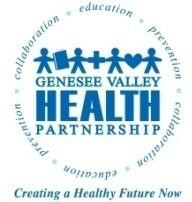 collaboration • education • prevention • collaboration • education • prevention •
GENESEE VALLEY
HEALTH
PARTNERSHIP
Creating a Healthy Future Now